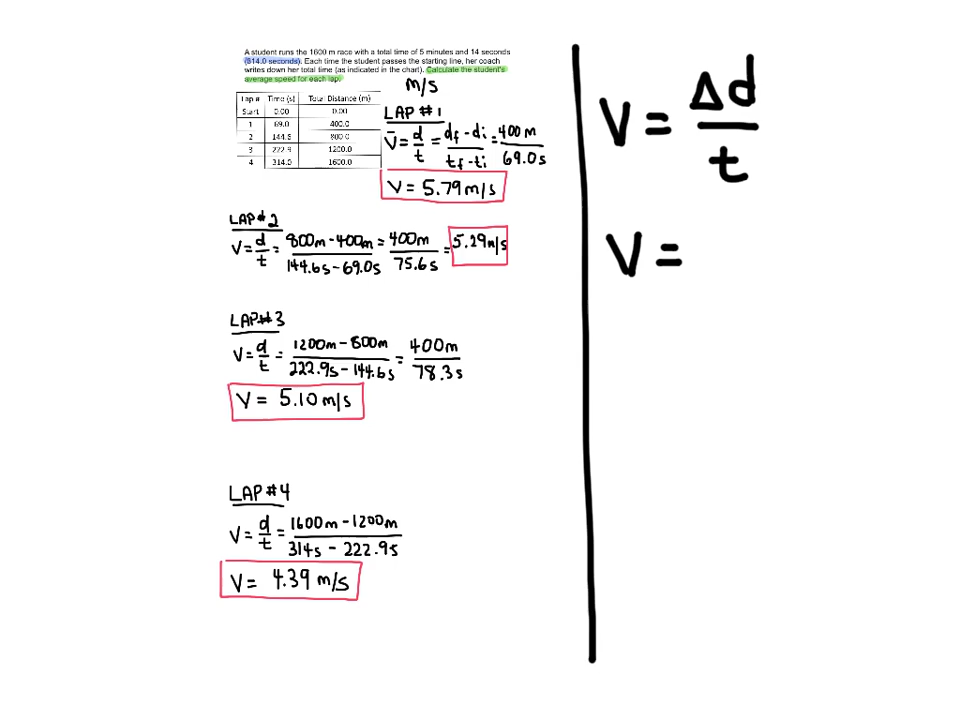 A student runs the 1600 m race with a total time of 5 minutes and 14 seconds
(314.0 seconds). Each time the student passes the starting line, her coach
writes down her total time (as indicated in the chart). Calculate the student's
average speed for each lap.
m/s
Lap # Time (s) Total Distance (m)
Start 0.00 0.00
1 69.0 400.0
2 144.6 800.0
3 222.9 1200.0
4 314.0 1600.0
LAP #1
V̄ = d/t = df - di / tf - ti = 400m / 69.0s
V = 5.79m/s
LAP #2
V = d/t = 800m - 400m / 144.6s - 69.0s = 400m / 75.6s = 5.29m/s
LAP #3
V = d/t = 1200m - 800m / 222.9s - 144.6s = 400m / 78.3s
V = 5.10m/s
LAP #4
V = d/t = 1600m - 1200m / 314s - 222.9s
V = 4.39 m/s
V = Δd / t
V =